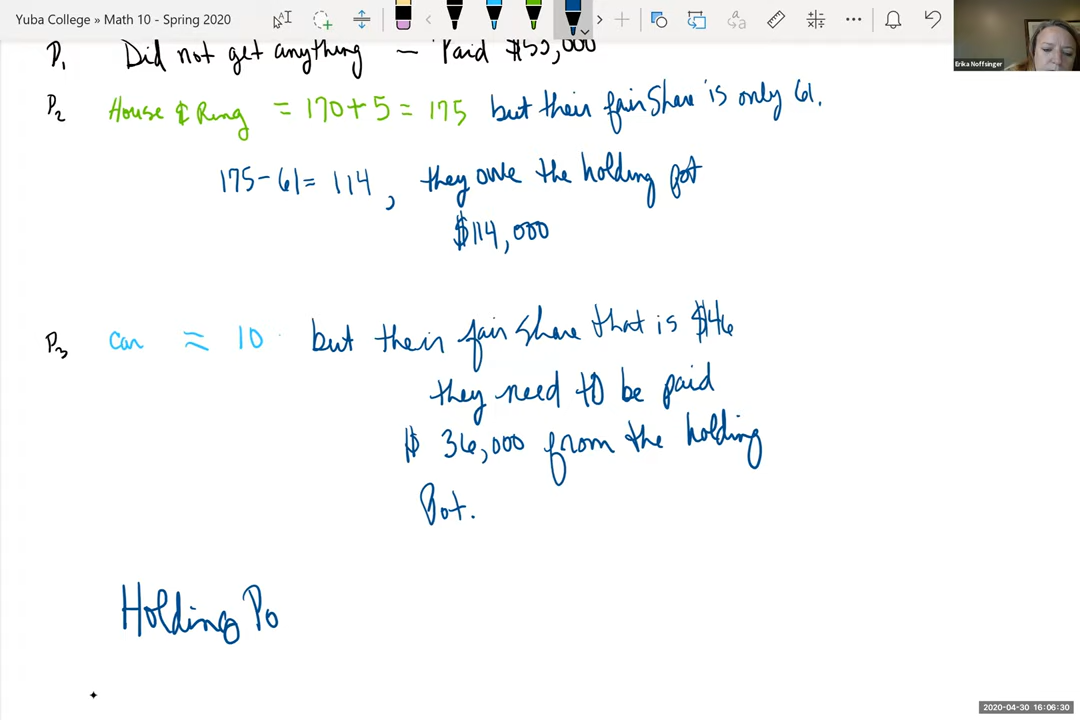 Yuba College » Math 10 - Spring 2020
Erika Noffsinger
P1 Did not get anything – Paid $55,000
P2 House & Ring = 170 + 5 = 175 but their fair share is only 61.
175 - 61 = 114, they owe the holding pot
$114,000
P3 Car ≈ 10 but their fair share that is $46
they need to be paid
$ 36,000 from the holding
Pot.
Holding Po
2020-04-30 16:06:30